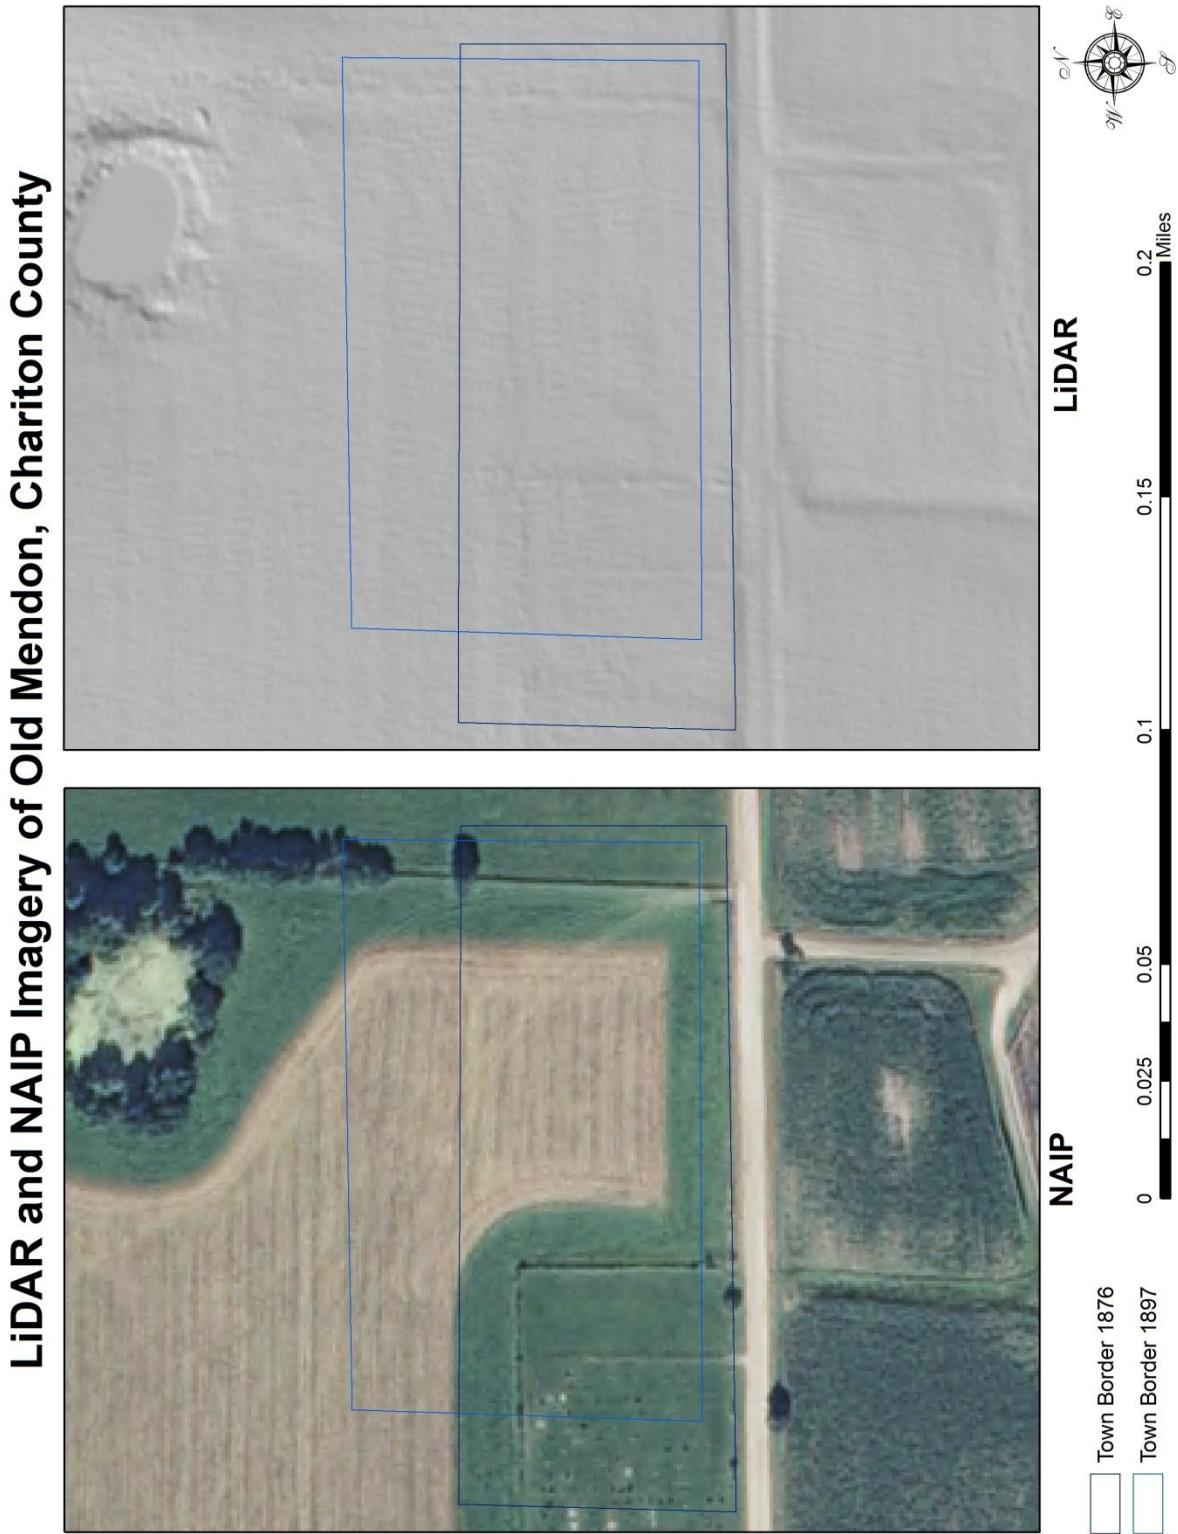 LiDAR and NAIP Imagery of Old Mendon, Chariton County
NAIP
LiDAR
Town Border 1876
Town Border 1897
0 0.025 0.05 0.1 0.15 0.2
Miles
N
E
S
W